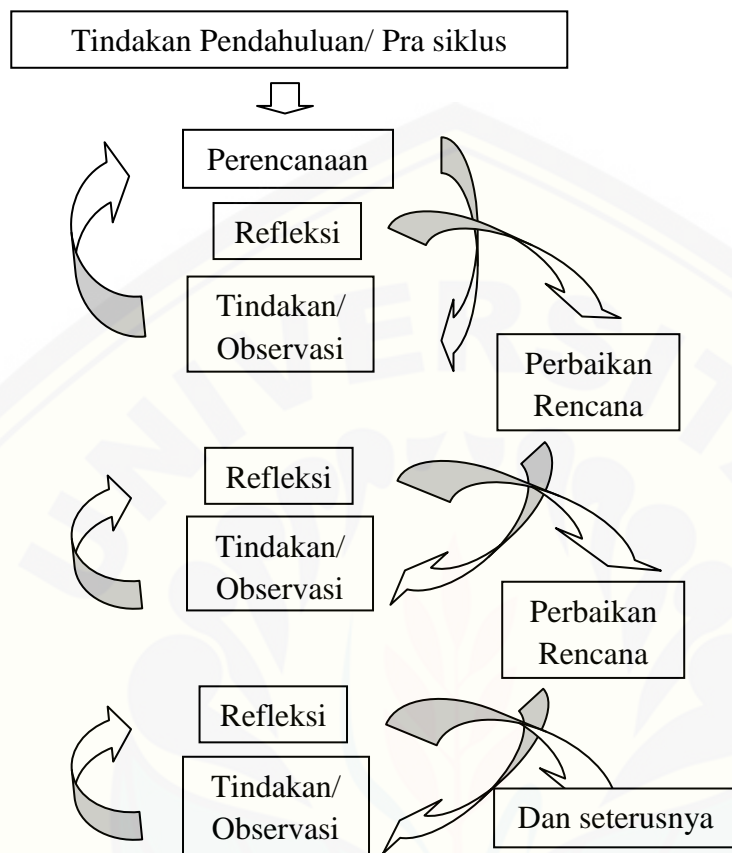 Tindakan Pendahuluan/ Pra siklus
Perencanaan
Refleksi
Tindakan/
Observasi
Perbaikan
Rencana
Refleksi
Tindakan/
Observasi
Perbaikan
Rencana
Refleksi
Tindakan/
Observasi
Dan seterusnya
UNIVERSIT